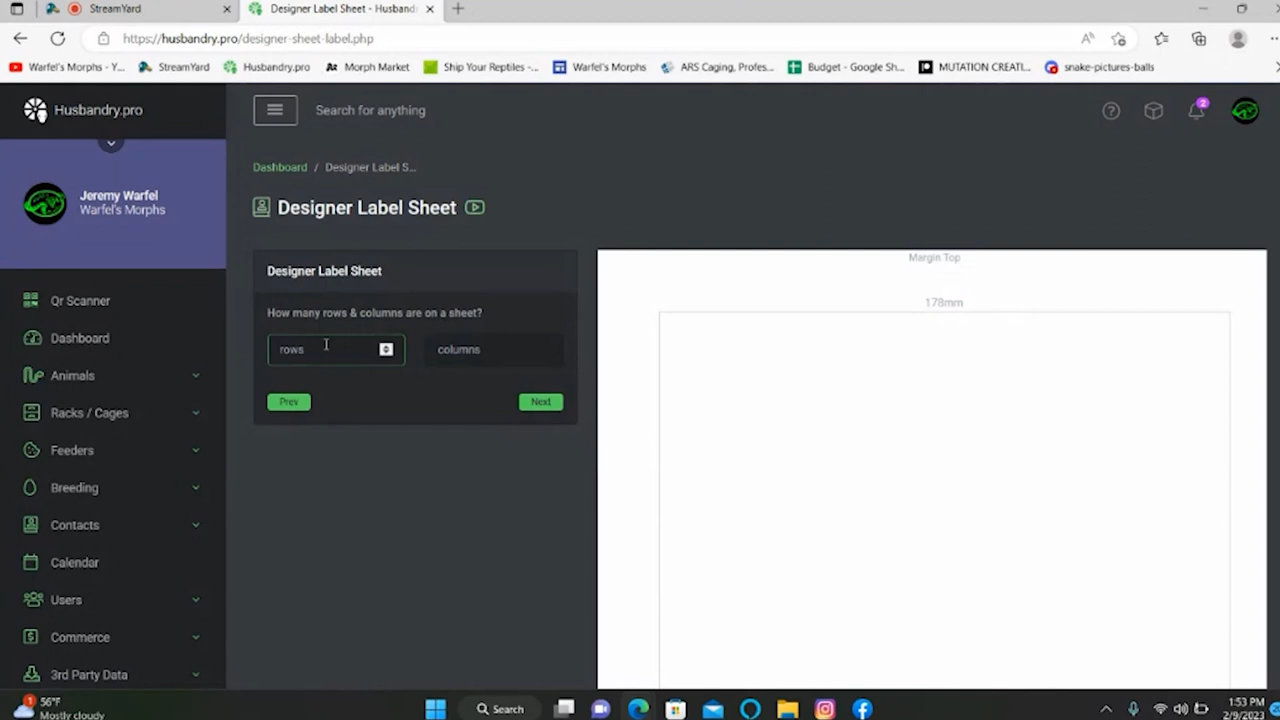 StreamYard
Designer Label Sheet - Husband
https://husbandry.pro/designer-sheet-label.php
Warfel's Morphs - Y...
StreamYard
Husbandry.pro
Morph Market
Ship Your Reptiles -...
Warfel's Morphs
ARS Caging, Profes...
Budget - Google Sh...
MUTATION CREATI...
snake-pictures-balls
Husbandry.pro
Search for anything
2
Dashboard / Designer Label S...
Jeremy Warfel
Warfel's Morphs
Designer Label Sheet
Designer Label Sheet
Margin Top
178mm
How many rows & columns are on a sheet?
rows
columns
Prev
Next
Qr Scanner
Dashboard
Animals
Racks / Cages
Feeders
Breeding
Contacts
Calendar
Users
Commerce
3rd Party Data
1
56°F
Mostly cloudy
Search
1:53 PM
2/9/2023